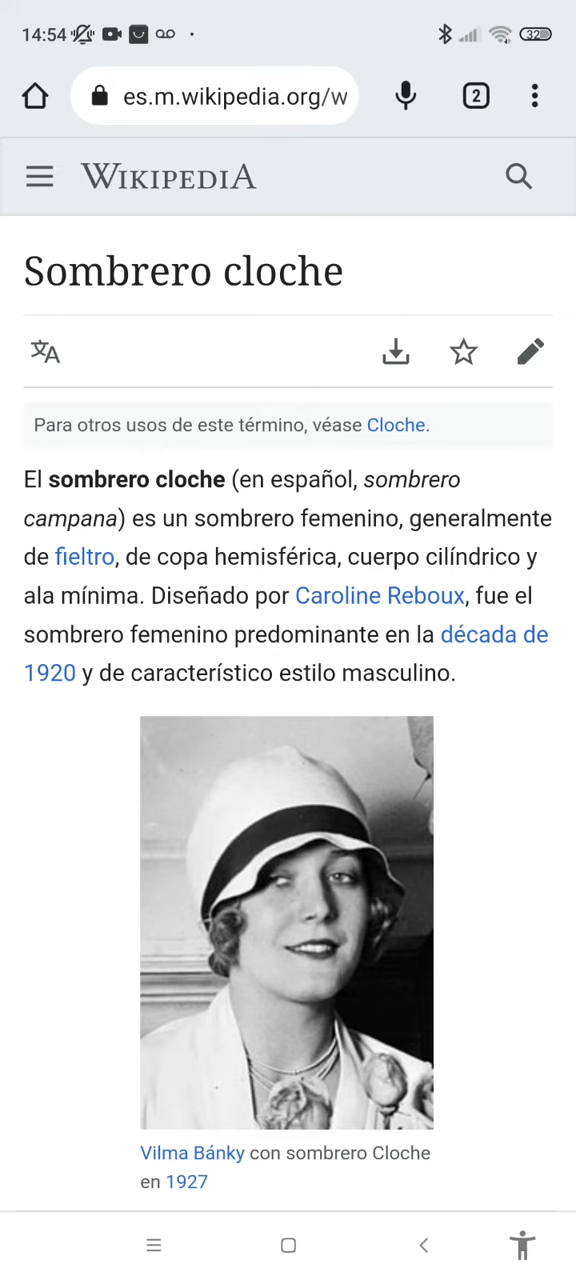 14:54
32
es.m.wikipedia.org/w
2
WIKIPEDIA
Sombrero cloche
Para otros usos de este término, véase Cloche.
El sombrero cloche (en español, sombrero
campana) es un sombrero femenino, generalmente
de fieltro, de copa hemisférica, cuerpo cilíndrico y
ala mínima. Diseñado por Caroline Reboux, fue el
sombrero femenino predominante en la década de
1920 y de característico estilo masculino.
Vilma Bánky con sombrero Cloche
en 1927